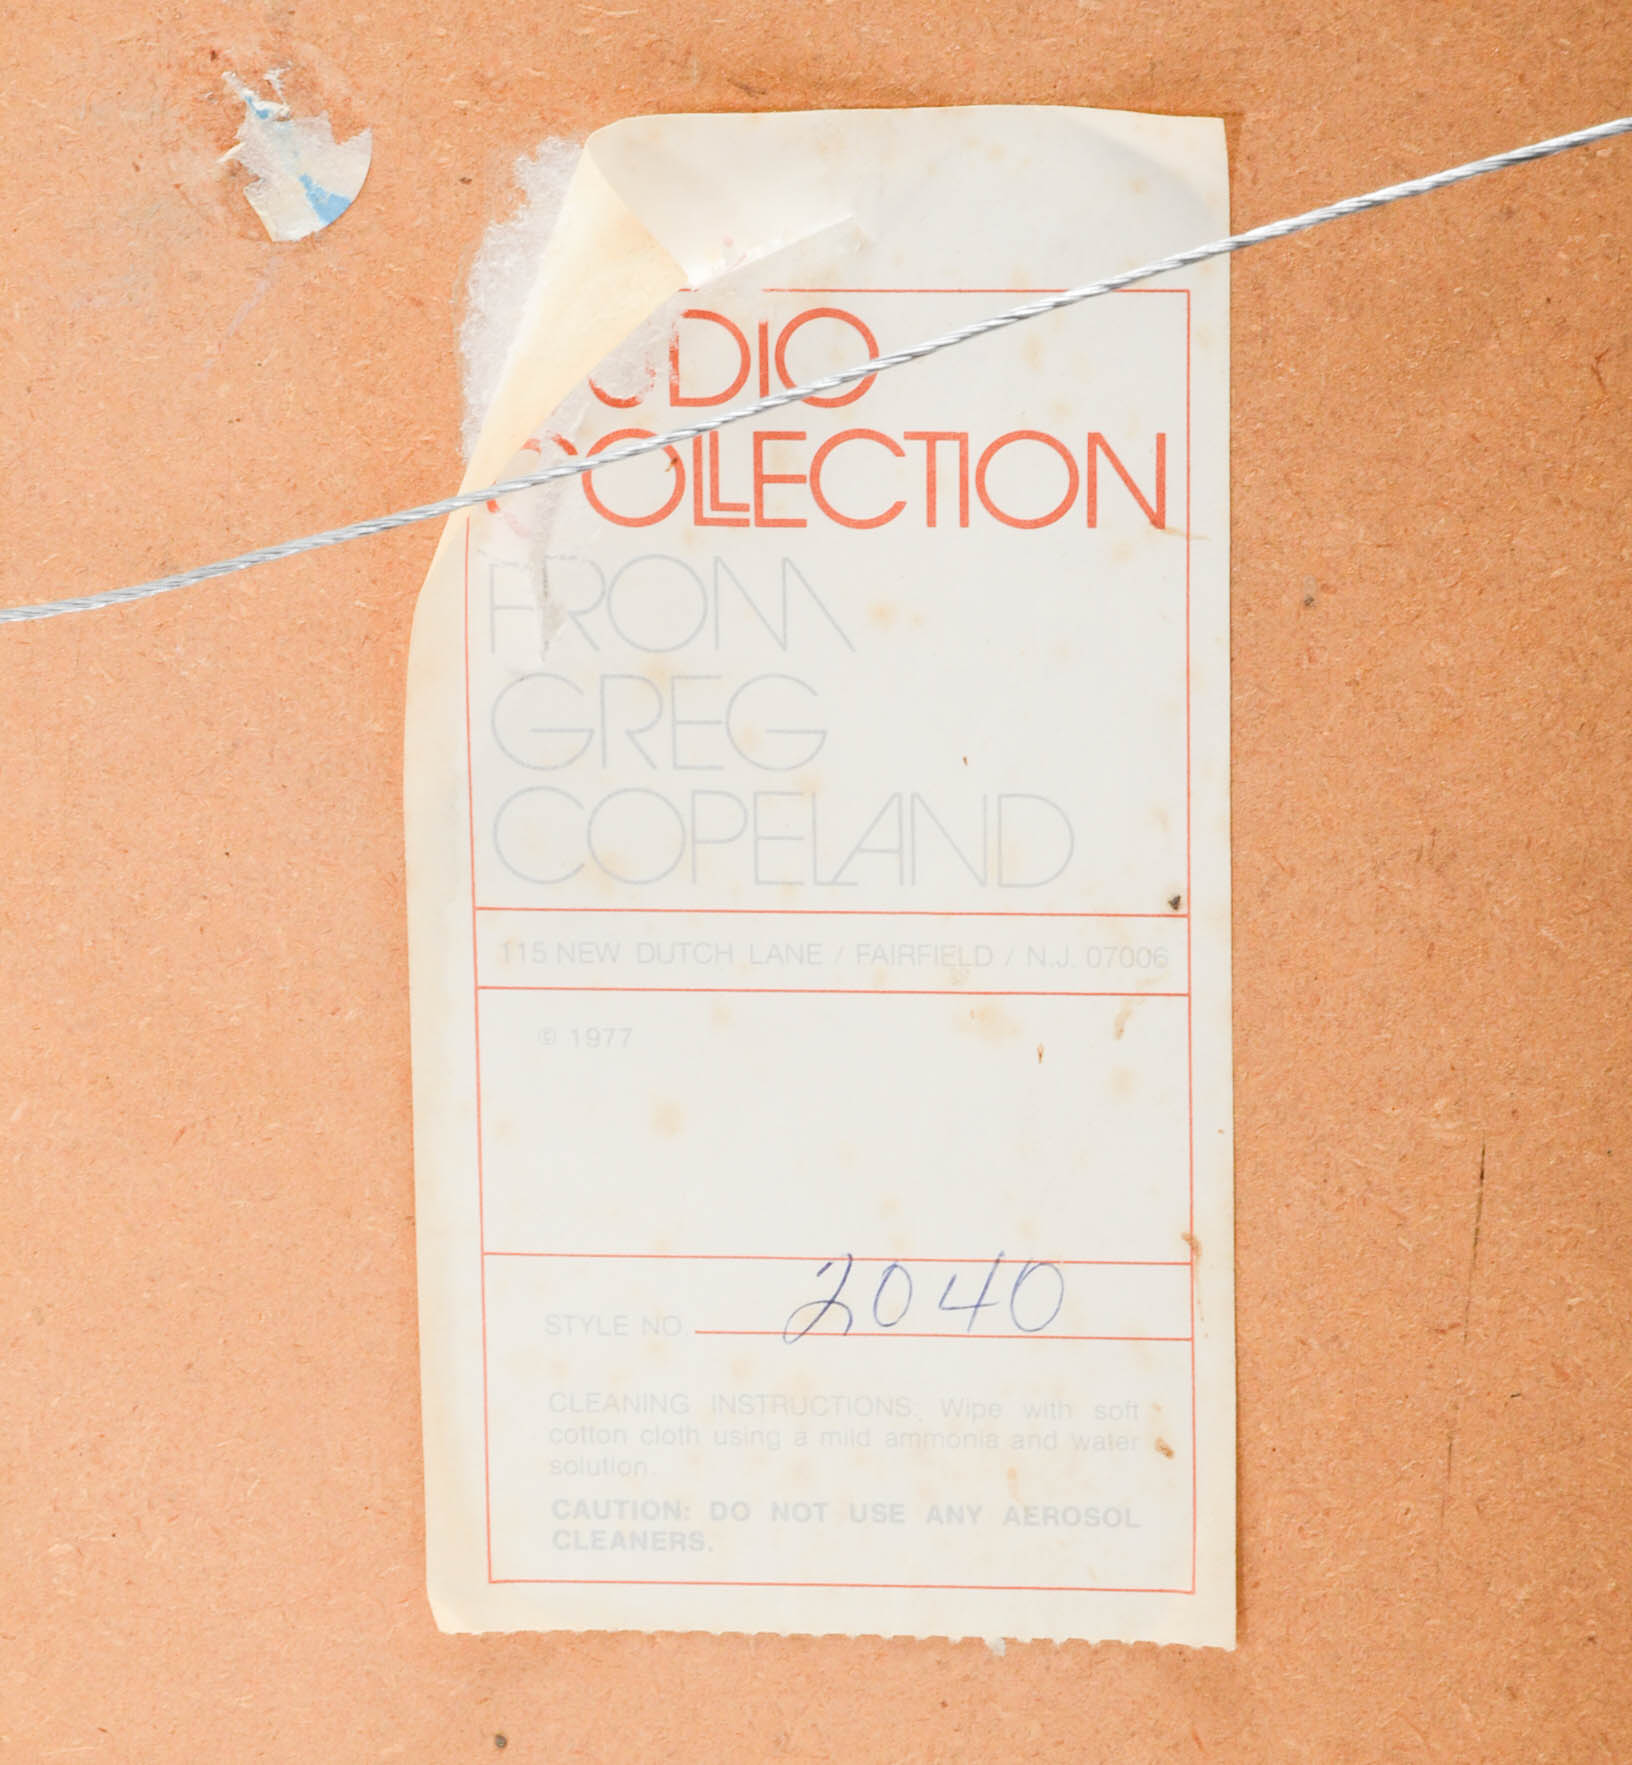 UDIO
COLLECTION
FROM
GREG
COPELAND
115 NEW DUTCH LANE / FAIRFIELD / N.J. 07006
© 1977
STYLE NO. 2040
CLEANING INSTRUCTIONS: Wipe with soft
cotton cloth using a mild ammonia and water
solution.
CAUTION: DO NOT USE ANY AEROSOL
CLEANERS.